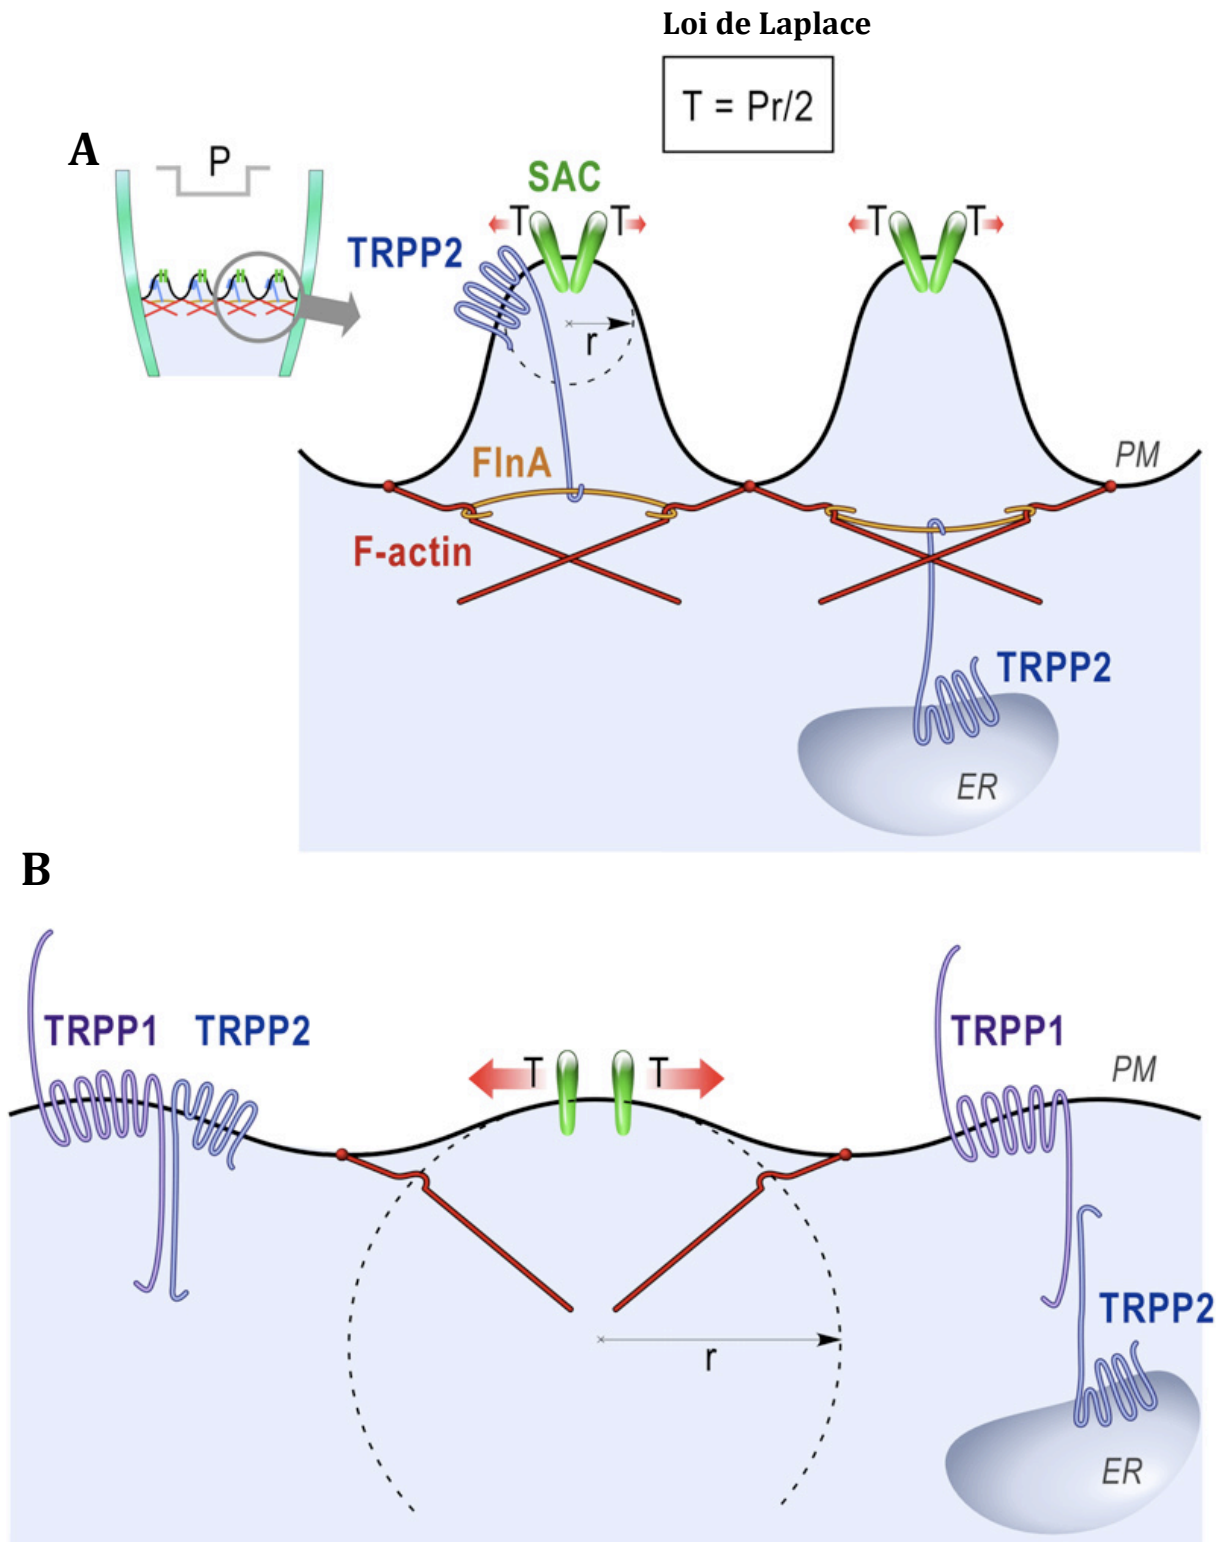 Loi de Laplace
T = Pr/2
A
P
SAC
T
T
T
T
TRPP2
r
FlnA
PM
F-actin
TRPP2
ER
B
TRPP1
TRPP2
T
T
TRPP1
PM
TRPP2
r
ER